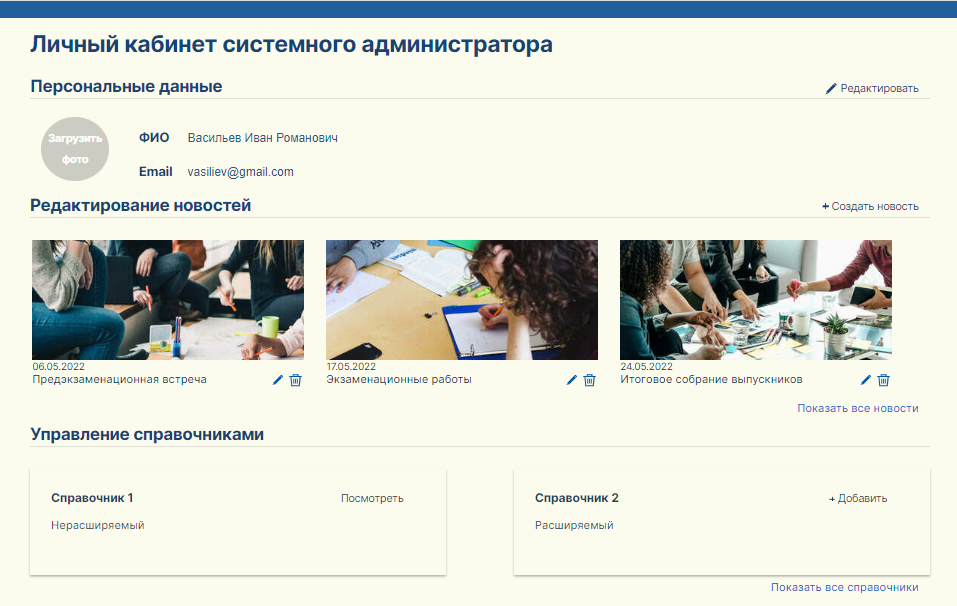 Личный кабинет системного администратора
Персональные данные
Редактировать
Загрузить
фото
ФИО Васильев Иван Романович
Email vasiliev@gmail.com
Редактирование новостей
+ Создать новость
06.05.2022
Предэкзаменационная встреча
17.05.2022
Экзаменационные работы
24.05.2022
Итоговое собрание выпускников
Показать все новости
Управление справочниками
Справочник 1
Посмотреть
Нерасширяемый
Справочник 2
+ Добавить
Расширяемый
Показать все справочники